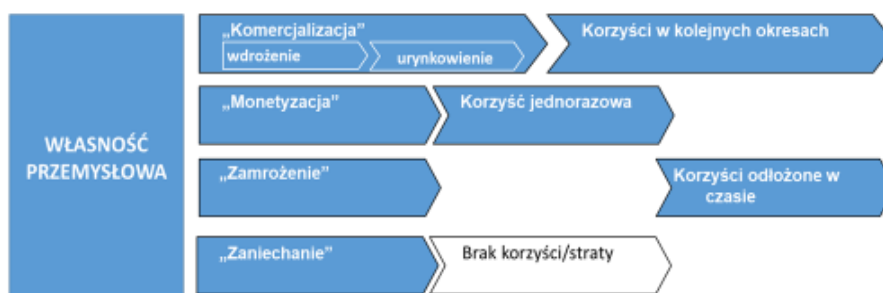 WŁASNOŚĆ
PRZEMYSŁOWA
„Komercjalizacja”
wdrożenie
urynkowienie
Korzyści w kolejnych okresach
„Monetyzacja”
Korzyść jednorazowa
„Zamrożenie”
Korzyści odłożone w
czasie
„Zaniechanie”
Brak korzyści/straty